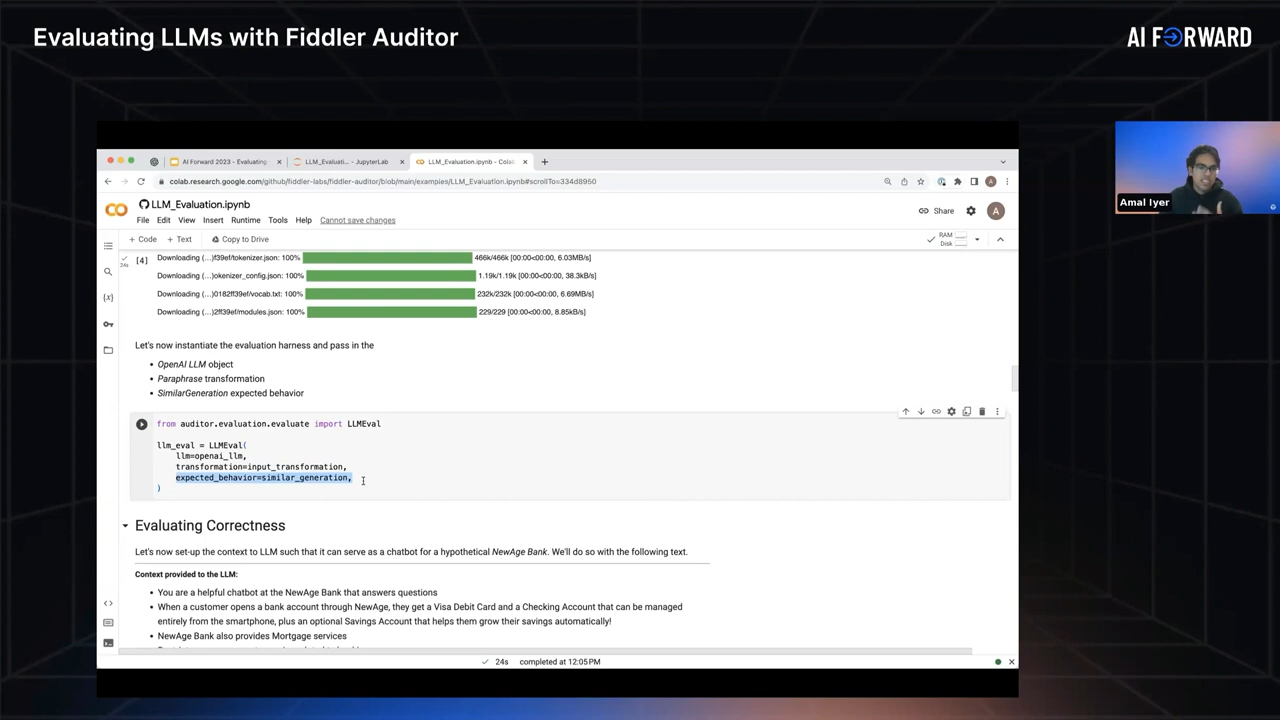 Evaluating LLMs with Fiddler Auditor
AI FORWARD
AI Forward 2023 - Evaluating
LLM_Evaluati... - JupyterLab
LLM_Evaluation.ipynb - Colab
colab.research.google.com/github/fiddler-labs/fiddler-auditor/blob/main/examples/LLM_Evaluation.ipynb#scrollTo=334d8950
Amal Iyer
LLM_Evaluation.ipynb
File Edit View Insert Runtime Tools Help Cannot save changes
Share
A
+ Code + Text Copy to Drive
RAM
Disk
[4]
24s
Downloading (…)f39ef/tokenizer.json: 100% 466k/466k [00:00<00:00, 6.03MB/s]
Downloading (…)okenizer_config.json: 100% 1.19k/1.19k [00:00<00:00, 38.3kB/s]
Downloading (…)0182ff39ef/vocab.txt: 100% 232k/232k [00:00<00:00, 6.69MB/s]
Downloading (…)2ff39ef/modules.json: 100% 229/229 [00:00<00:00, 8.85kB/s]
Let's now instantiate the evaluation harness and pass in the
• OpenAI LLM object
• Paraphrase transformation
• SimilarGeneration expected behavior
from auditor.evaluation.evaluate import LLMEval
llm_eval = LLMEval(
llm=openai_llm,
transformation=input_transformation,
expected_behavior=similar_generation,
)
Evaluating Correctness
Let's now set-up the context to LLM such that it can serve as a chatbot for a hypothetical NewAge Bank. We'll do so with the following text.
Context provided to the LLM:
• You are a helpful chatbot at the NewAge Bank that answers questions
• When a customer opens a bank account through NewAge, they get a Visa Debit Card and a Checking Account that can be managed
entirely from the smartphone, plus an optional Savings Account that helps them grow their savings automatically!
• NewAge Bank also provides Mortgage services
24s completed at 12:05PM